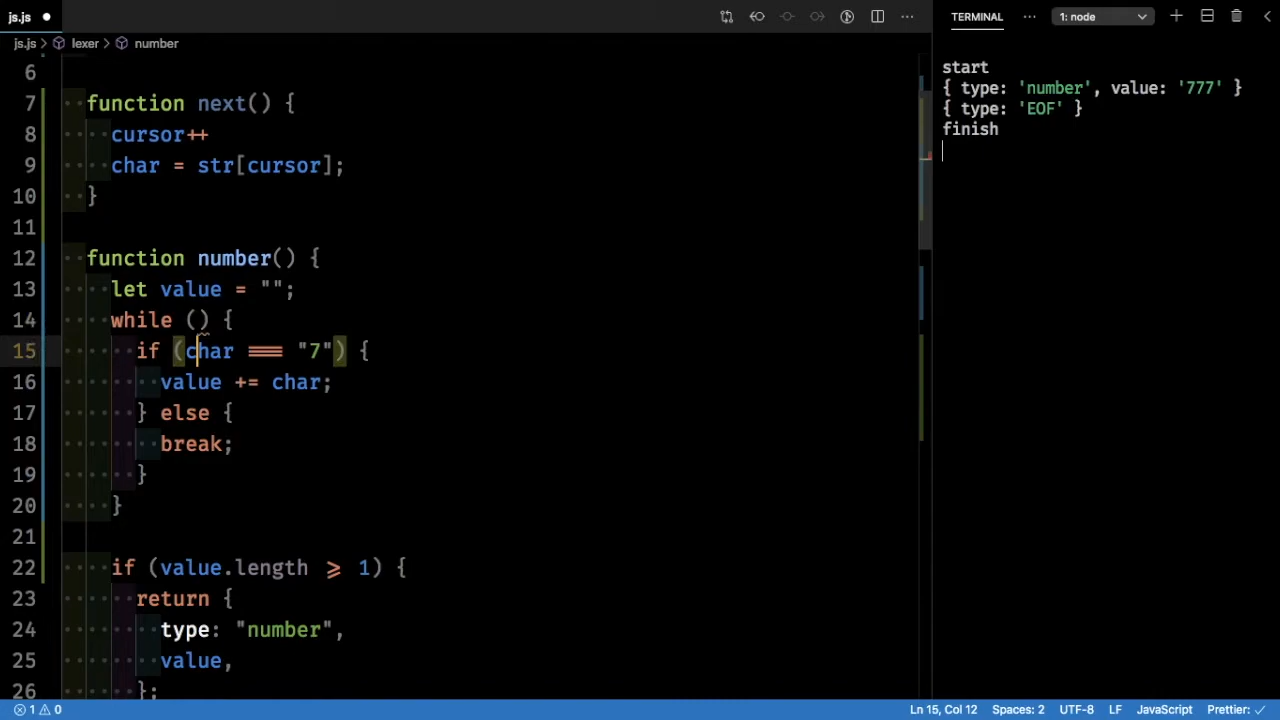 js.js
TERMINAL
1: node
js.js lexer number
6
7 function next() {
8 cursor++
9 char = str[cursor];
10 }
11
12 function number() {
13 let value = "";
14 while () {
15 if (char === "7") {
16 value += char;
17 } else {
18 break;
19 }
20 }
21
22 if (value.length >= 1) {
23 return {
24 type: "number",
25 value,
26 };
start
{ type: 'number', value: '777' }
{ type: 'EOF' }
finish
1 0 Ln 15, Col 12 Spaces: 2 UTF-8 LF JavaScript Prettier: ✓